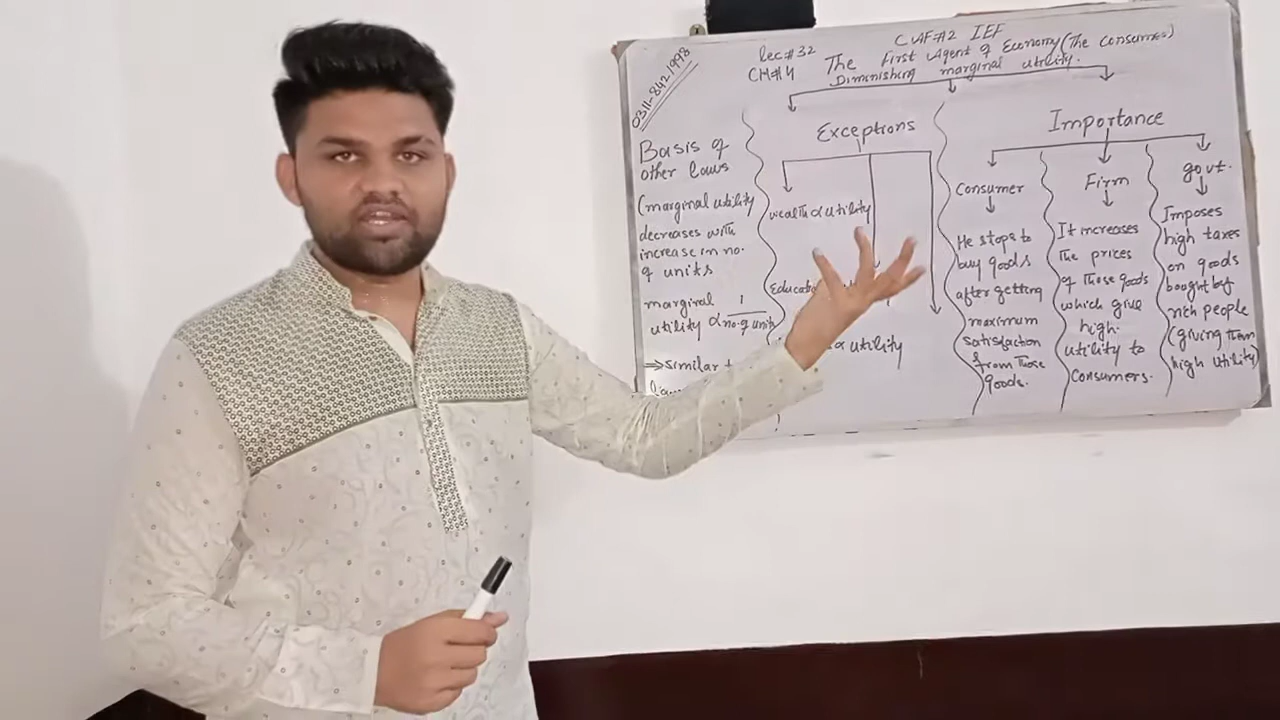 0311-8421993
Lec#32
CAF#2 IEF
CH#4
The First Agent of Economy (The Consumer)
Diminishing marginal utility.
Basis of
other laws
(marginal utility
decreases with
increase in no.
of units
marginal
utility ∝ 1/no. of units
⇒ similar
Exceptions
wealth ∝ utility
∝ utility
Importance
Consumer
He stops to
buy goods
after getting
maximum
satisfaction
from those
goods.
Firm
It increases
the prices
of those goods
which give
high
utility to
consumers.
govt.
Imposes
high taxes
on goods
bought by
rich people
(giving them
high utility)